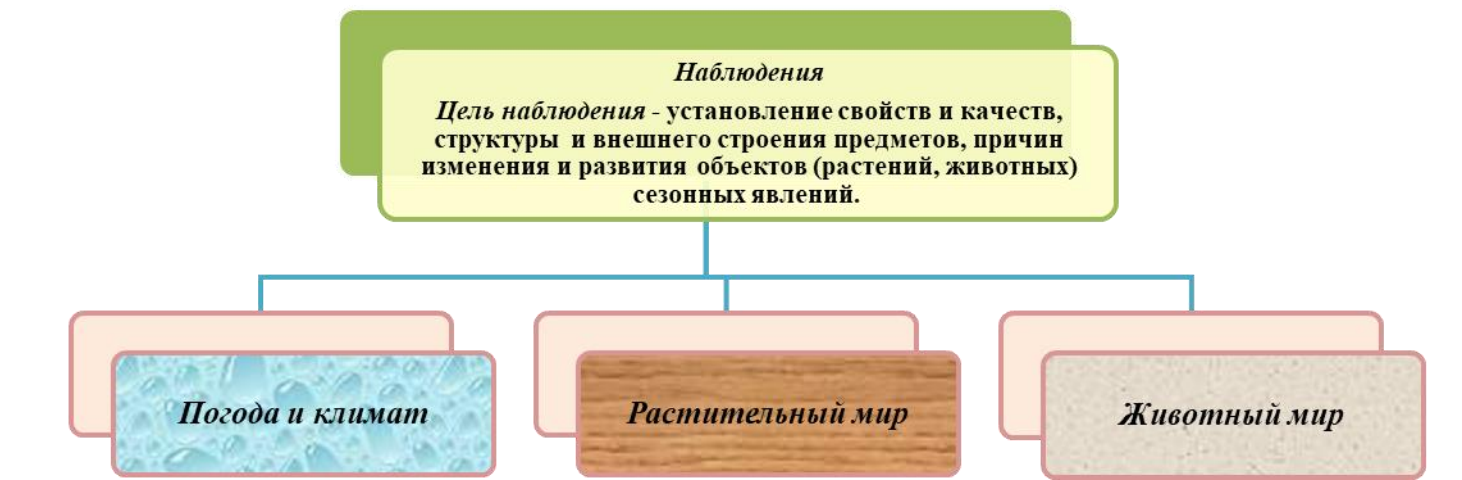 Наблюдения
Цель наблюдения - установление свойств и качеств,
структуры и внешнего строения предметов, причин
изменения и развития объектов (растений, животных)
сезонных явлений.
Погода и климат
Растительный мир
Животный мир